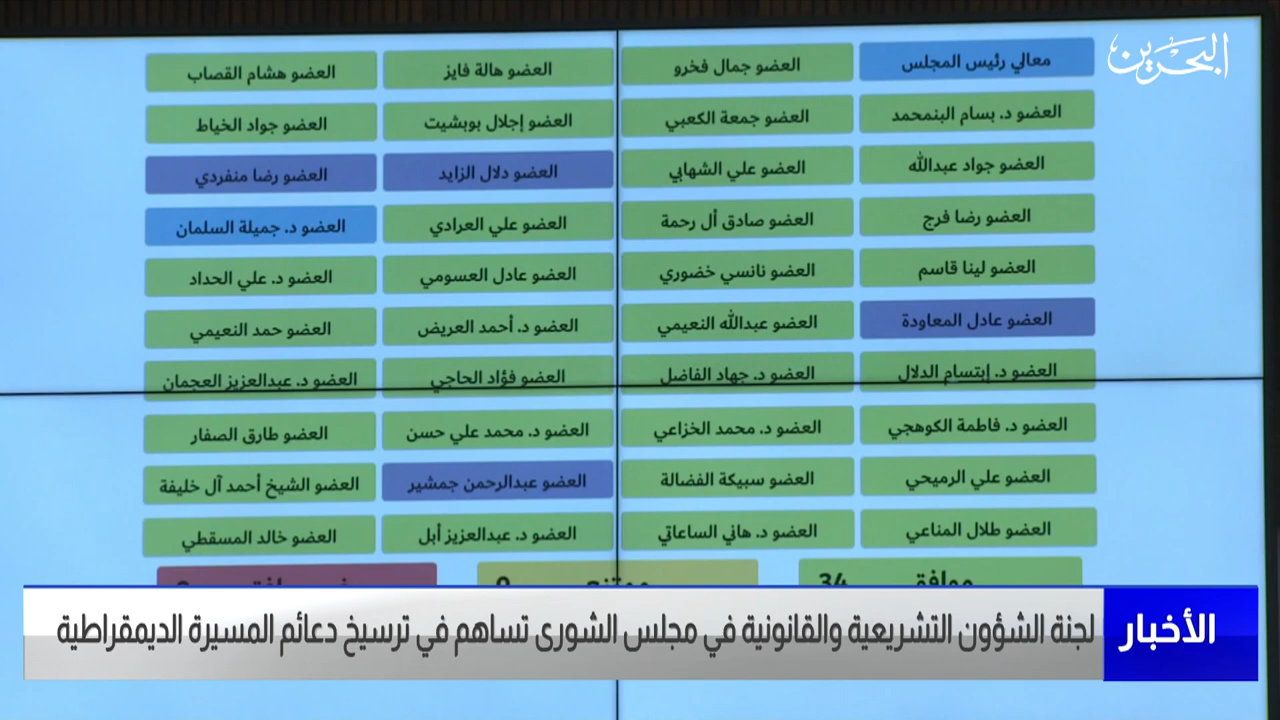 البحرين
معالي رئيس المجلس
العضو جمال فخرو
العضو هالة فايز
العضو هشام القصاب
العضو د. بسام البنمحمد
العضو جمعة الكعبي
العضو إجلال بوبشيت
العضو جواد الخياط
العضو جواد عبدالله
العضو علي الشهابي
العضو دلال الزايد
العضو رضا منفردي
العضو رضا فرج
العضو صادق أل رحمة
العضو علي العرادي
العضو د. جميلة السلمان
العضو لينا قاسم
العضو نانسي خضوري
العضو عادل العسومي
العضو د. علي الحداد
العضو عادل المعاودة
العضو عبدالله النعيمي
العضو د. أحمد العريض
العضو حمد النعيمي
العضو د. إبتسام الدلال
العضو د. جهاد الفاضل
العضو فؤاد الحاجي
العضو د. عبدالعزيز العجمان
العضو د. فاطمة الكوهجي
العضو د. محمد الخزاعي
العضو د. محمد علي حسن
العضو طارق الصفار
العضو علي الرميحي
العضو سبيكة الفضالة
العضو عبدالرحمن جمشير
العضو الشيخ أحمد آل خليفة
العضو طلال المناعي
العضو د. هاني الساعاتي
العضو د. عبدالعزيز أبل
العضو خالد المسقطي
موافق 34
الأخبار
لجنة الشؤون التشريعية والقانونية في مجلس الشورى تساهم في ترسيخ دعائم المسيرة الديمقراطية